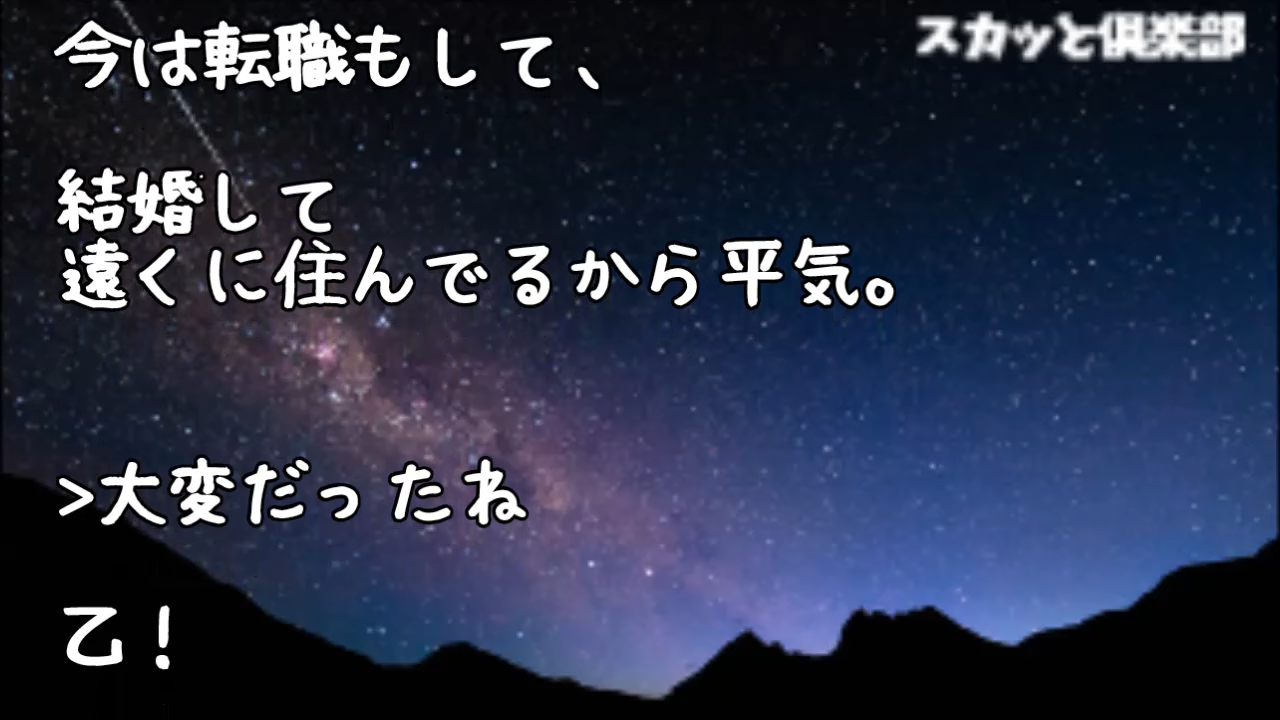 スカッと倶楽部
今は転職もして、
結婚して
遠くに住んでるから平気。
>大変だったね
乙！